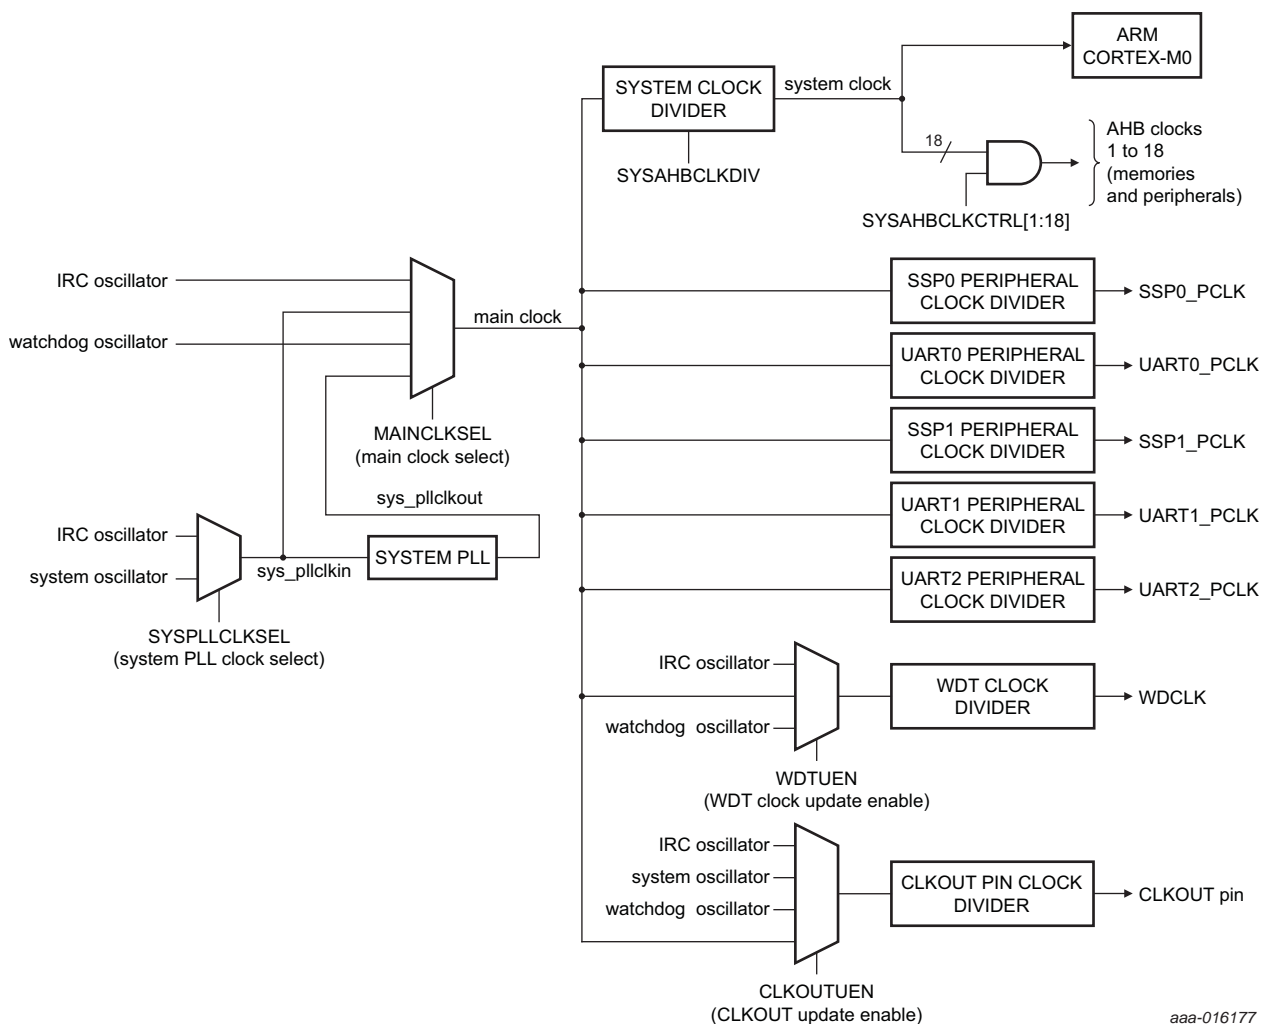 ARM
CORTEX-M0
SYSTEM CLOCK
DIVIDER
system clock
SYSAHBCLKDIV
18
AHB clocks
1 to 18
(memories
and peripherals)
SYSAHBCLKCTRL[1:18]
IRC oscillator
watchdog oscillator
main clock
MAINCLKSEL
(main clock select)
sys_pllclkout
IRC oscillator
system oscillator
sys_pllclkin
SYSTEM PLL
SYSPLLCLKSEL
(system PLL clock select)
SSP0 PERIPHERAL
CLOCK DIVIDER
SSP0_PCLK
UART0 PERIPHERAL
CLOCK DIVIDER
UART0_PCLK
SSP1 PERIPHERAL
CLOCK DIVIDER
SSP1_PCLK
UART1 PERIPHERAL
CLOCK DIVIDER
UART1_PCLK
UART2 PERIPHERAL
CLOCK DIVIDER
UART2_PCLK
IRC oscillator
watchdog oscillator
WDT CLOCK
DIVIDER
WDCLK
WDTUEN
(WDT clock update enable)
IRC oscillator
system oscillator
watchdog oscillator
CLKOUT PIN CLOCK
DIVIDER
CLKOUT pin
CLKOUTUEN
(CLKOUT update enable)
aaa-016177